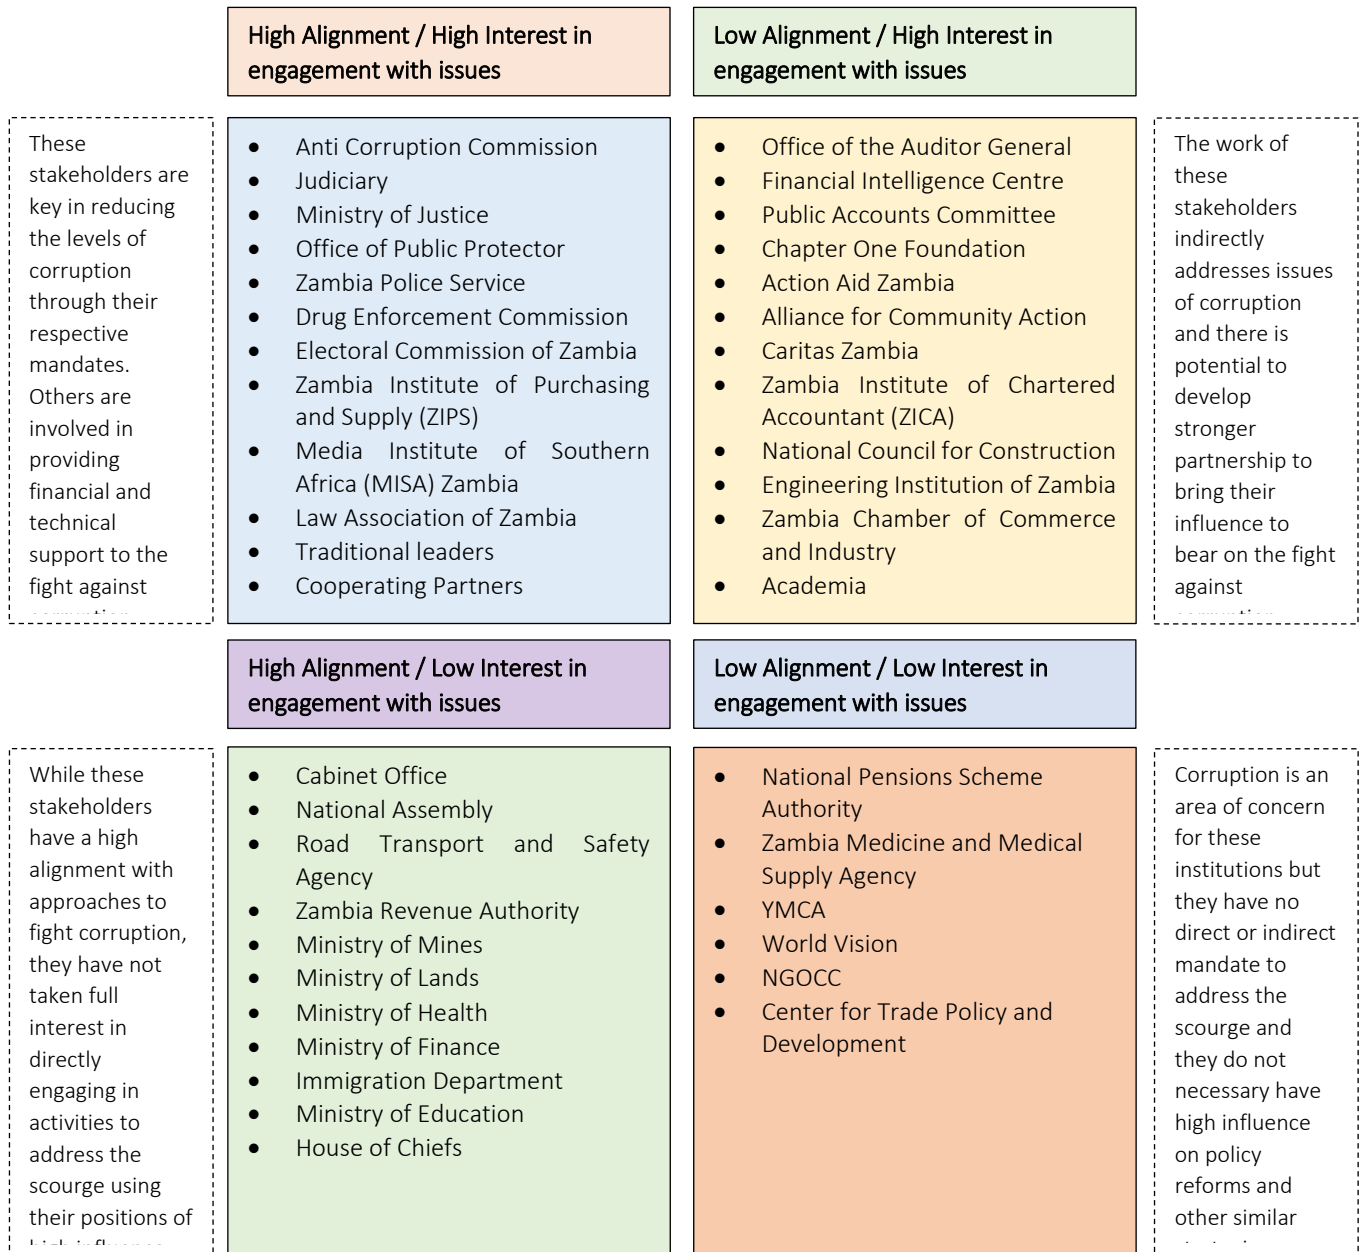 High Alignment / High Interest in
engagement with issues
Low Alignment / High Interest in
engagement with issues
These
stakeholders are
key in reducing
the levels of
corruption
through their
respective
mandates.
Others are
involved in
providing
financial and
technical
support to the
fight against
• Anti Corruption Commission
• Judiciary
• Ministry of Justice
• Office of Public Protector
• Zambia Police Service
• Drug Enforcement Commission
• Electoral Commission of Zambia
• Zambia Institute of Purchasing
and Supply (ZIPS)
• Media Institute of Southern
Africa (MISA) Zambia
• Law Association of Zambia
• Traditional leaders
• Cooperating Partners
• Office of the Auditor General
• Financial Intelligence Centre
• Public Accounts Committee
• Chapter One Foundation
• Action Aid Zambia
• Alliance for Community Action
• Caritas Zambia
• Zambia Institute of Chartered
Accountant (ZICA)
• National Council for Construction
• Engineering Institution of Zambia
• Zambia Chamber of Commerce
and Industry
• Academia
The work of
these
stakeholders
indirectly
addresses issues
of corruption
and there is
potential to
develop
stronger
partnership to
bring their
influence to
bear on the fight
against
High Alignment / Low Interest in
engagement with issues
Low Alignment / Low Interest in
engagement with issues
While these
stakeholders
have a high
alignment with
approaches to
fight corruption,
they have not
taken full
interest in
directly
engaging in
activities to
address the
scourge using
their positions of
• Cabinet Office
• National Assembly
• Road Transport and Safety
Agency
• Zambia Revenue Authority
• Ministry of Mines
• Ministry of Lands
• Ministry of Health
• Ministry of Finance
• Immigration Department
• Ministry of Education
• House of Chiefs
• National Pensions Scheme
Authority
• Zambia Medicine and Medical
Supply Agency
• YMCA
• World Vision
• NGOCC
• Center for Trade Policy and
Development
Corruption is an
area of concern
for these
institutions but
they have no
direct or indirect
mandate to
address the
scourge and
they do not
necessary have
high influence
on policy
reforms and
other similar